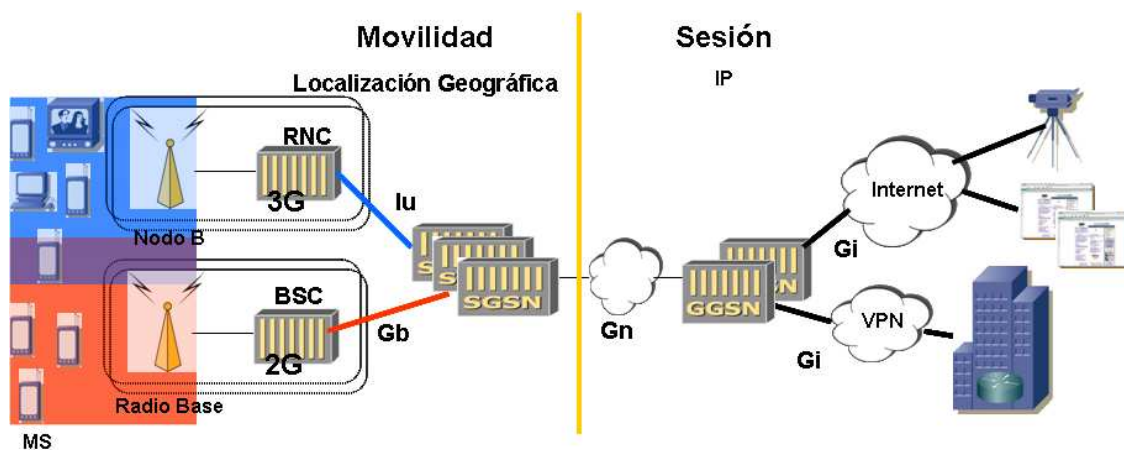 Movilidad
Sesión
Localización Geográfica
IP
RNC
3G
Iu
Nodo B
Internet
Gi
SGSN
GGSN
Gn
BSC
2G
Gb
VPN
Gi
Radio Base
MS